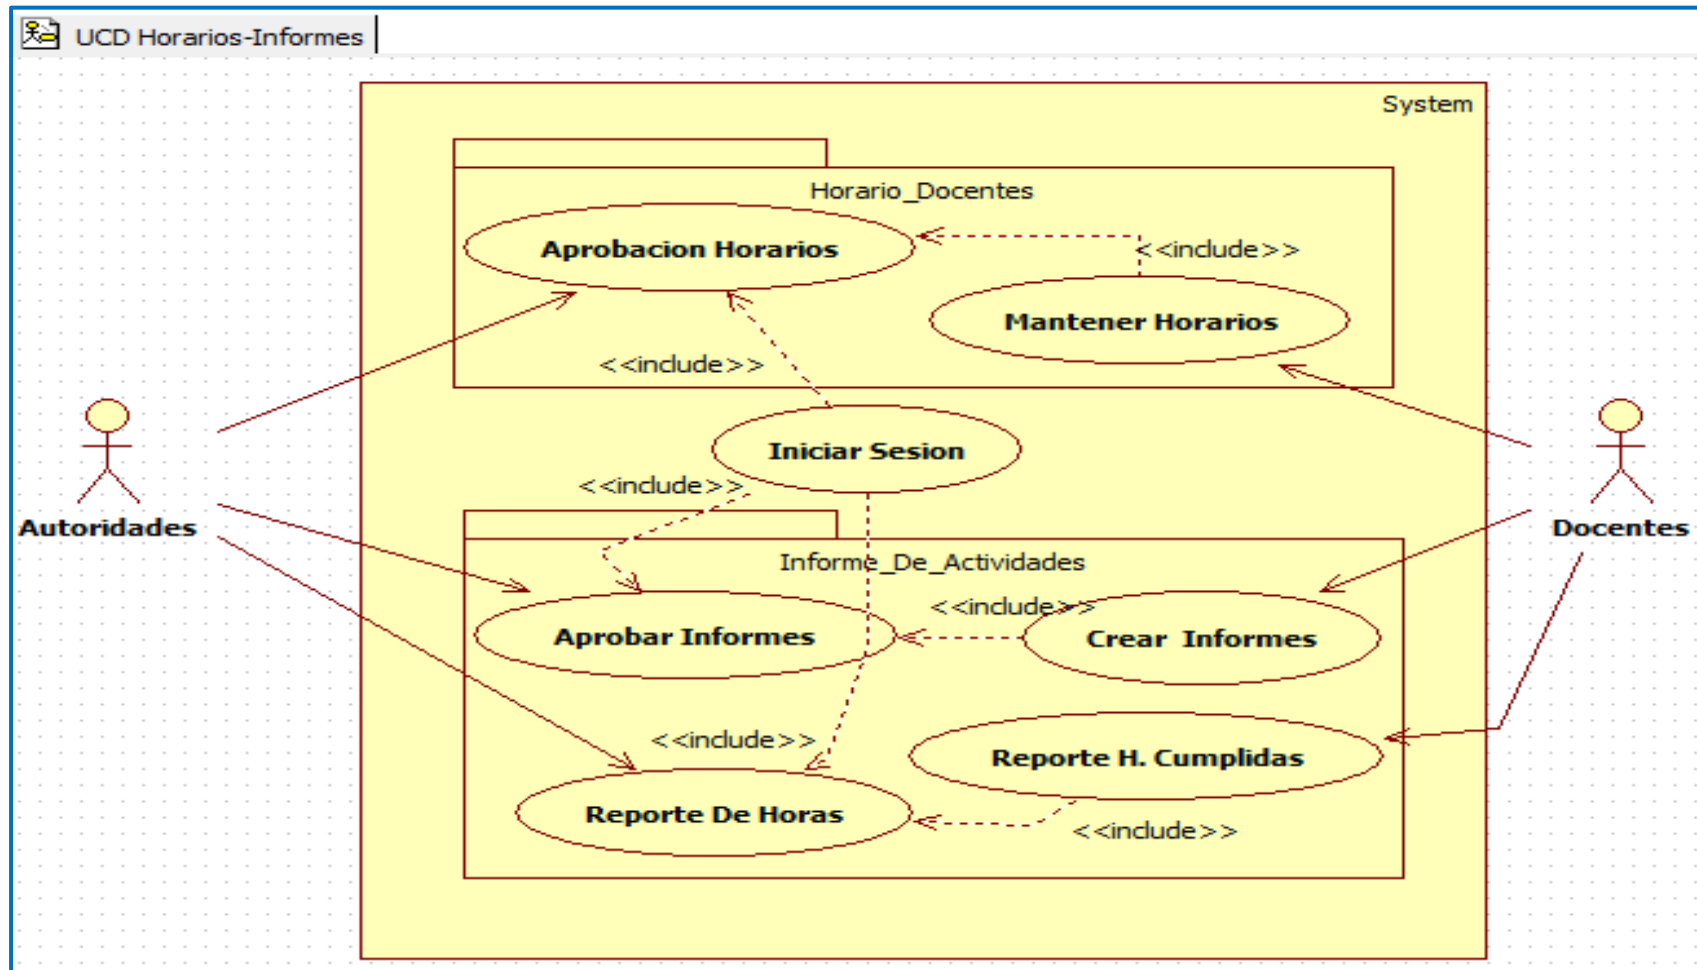 UCD Horarios-Informes
System
Horario_Docentes
Aprobacion Horarios
<<include>>
Mantener Horarios
<<include>>
Iniciar Sesion
<<include>>
Autoridades
Docentes
Informe_De_Actividades
<<include>>
Aprobar Informes
Crear Informes
<<include>>
Reporte H. Cumplidas
Reporte De Horas
<<include>>